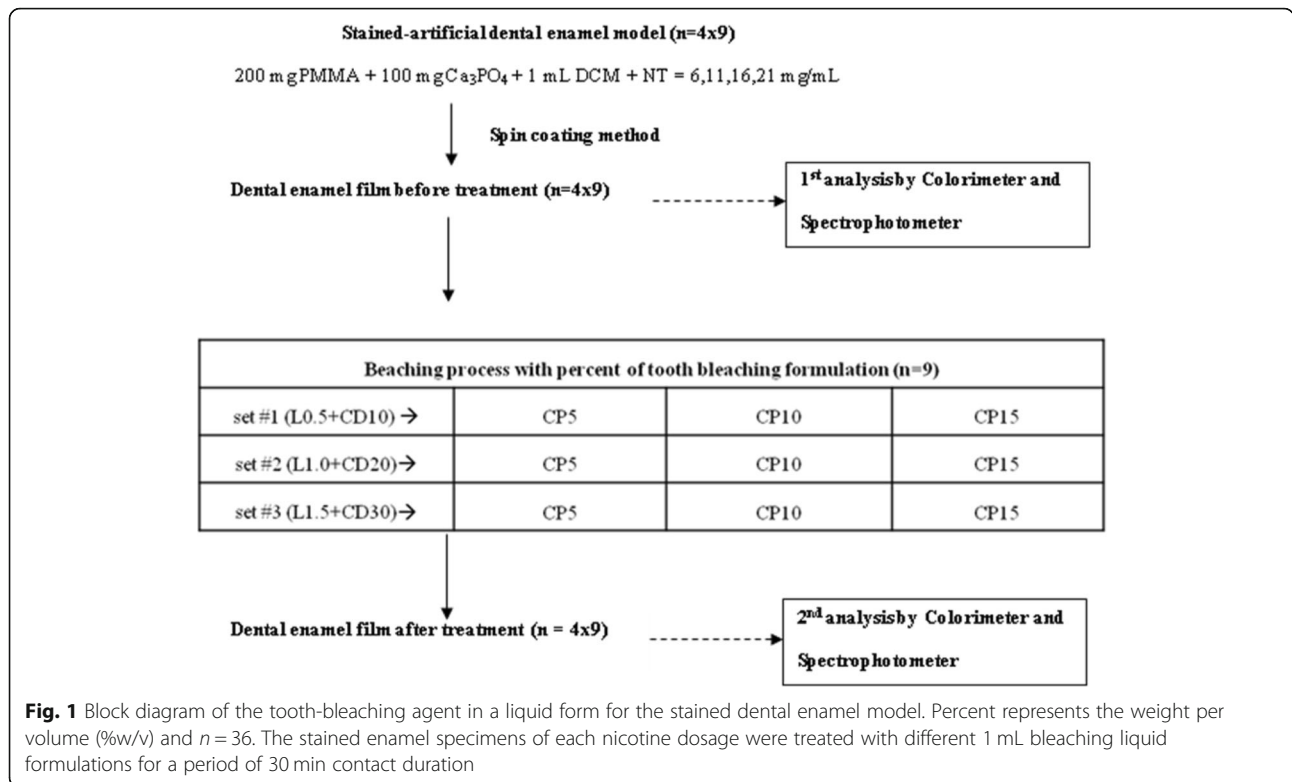 Stained-artificial dental enamel model (n=4x9)
200 mg PMMA + 100 mg Ca₃PO₄ + 1 mL DCM + NT = 6,11,16,21 mg/mL
Spin coating method
Dental enamel film before treatment (n=4x9)
1st analysis by Colorimeter and
Spectrophotometer
Beaching process with percent of tooth bleaching formulation (n=9)
set #1 (L0.5+CD10) → CP5 CP10 CP15
set #2 (L1.0+CD20) → CP5 CP10 CP15
set #3 (L1.5+CD30) → CP5 CP10 CP15
Dental enamel film after treatment (n = 4x9)
2nd analysis by Colorimeter and
Spectrophotometer
Fig. 1 Block diagram of the tooth-bleaching agent in a liquid form for the stained dental enamel model. Percent represents the weight per
volume (%w/v) and n = 36. The stained enamel specimens of each nicotine dosage were treated with different 1 mL bleaching liquid
formulations for a period of 30 min contact duration